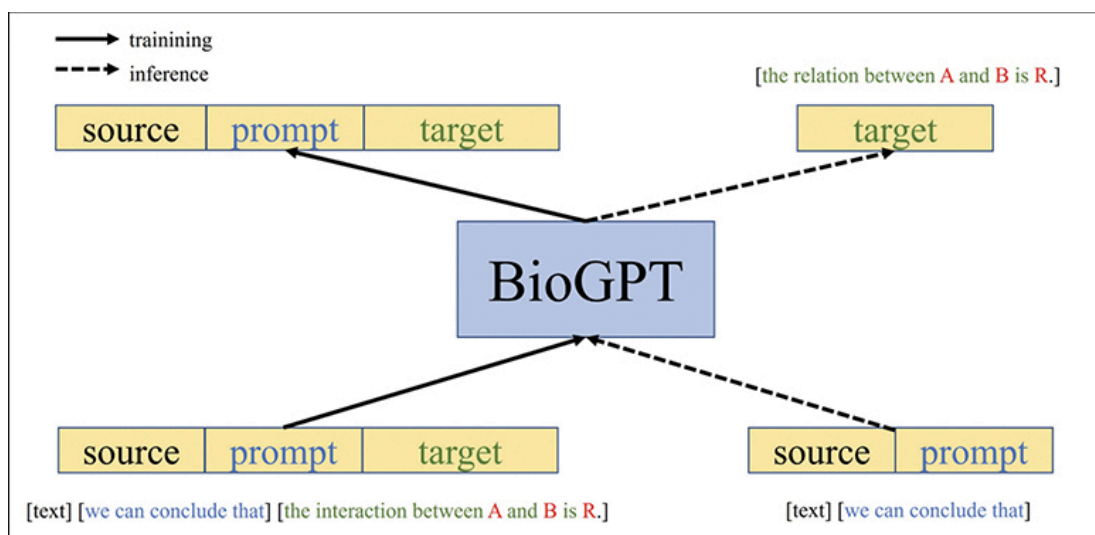 trainining
inference
[the relation between A and B is R.]
source prompt target
target
BioGPT
source prompt target
source prompt
[text] [we can conclude that] [the interaction between A and B is R.]
[text] [we can conclude that]